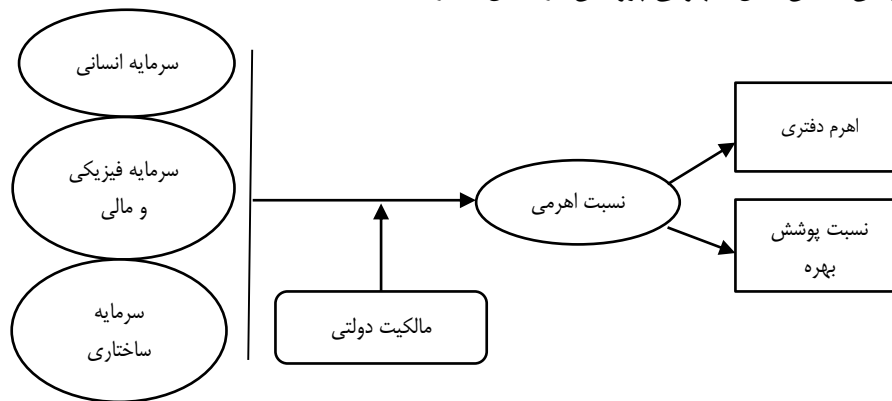 سرمایه انسانی
سرمایه فیزیکی
و مالی
سرمایه
ساختاری
مالکیت دولتی
نسبت اهرمی
اهرم دفتری
نسبت پوشش
بهره